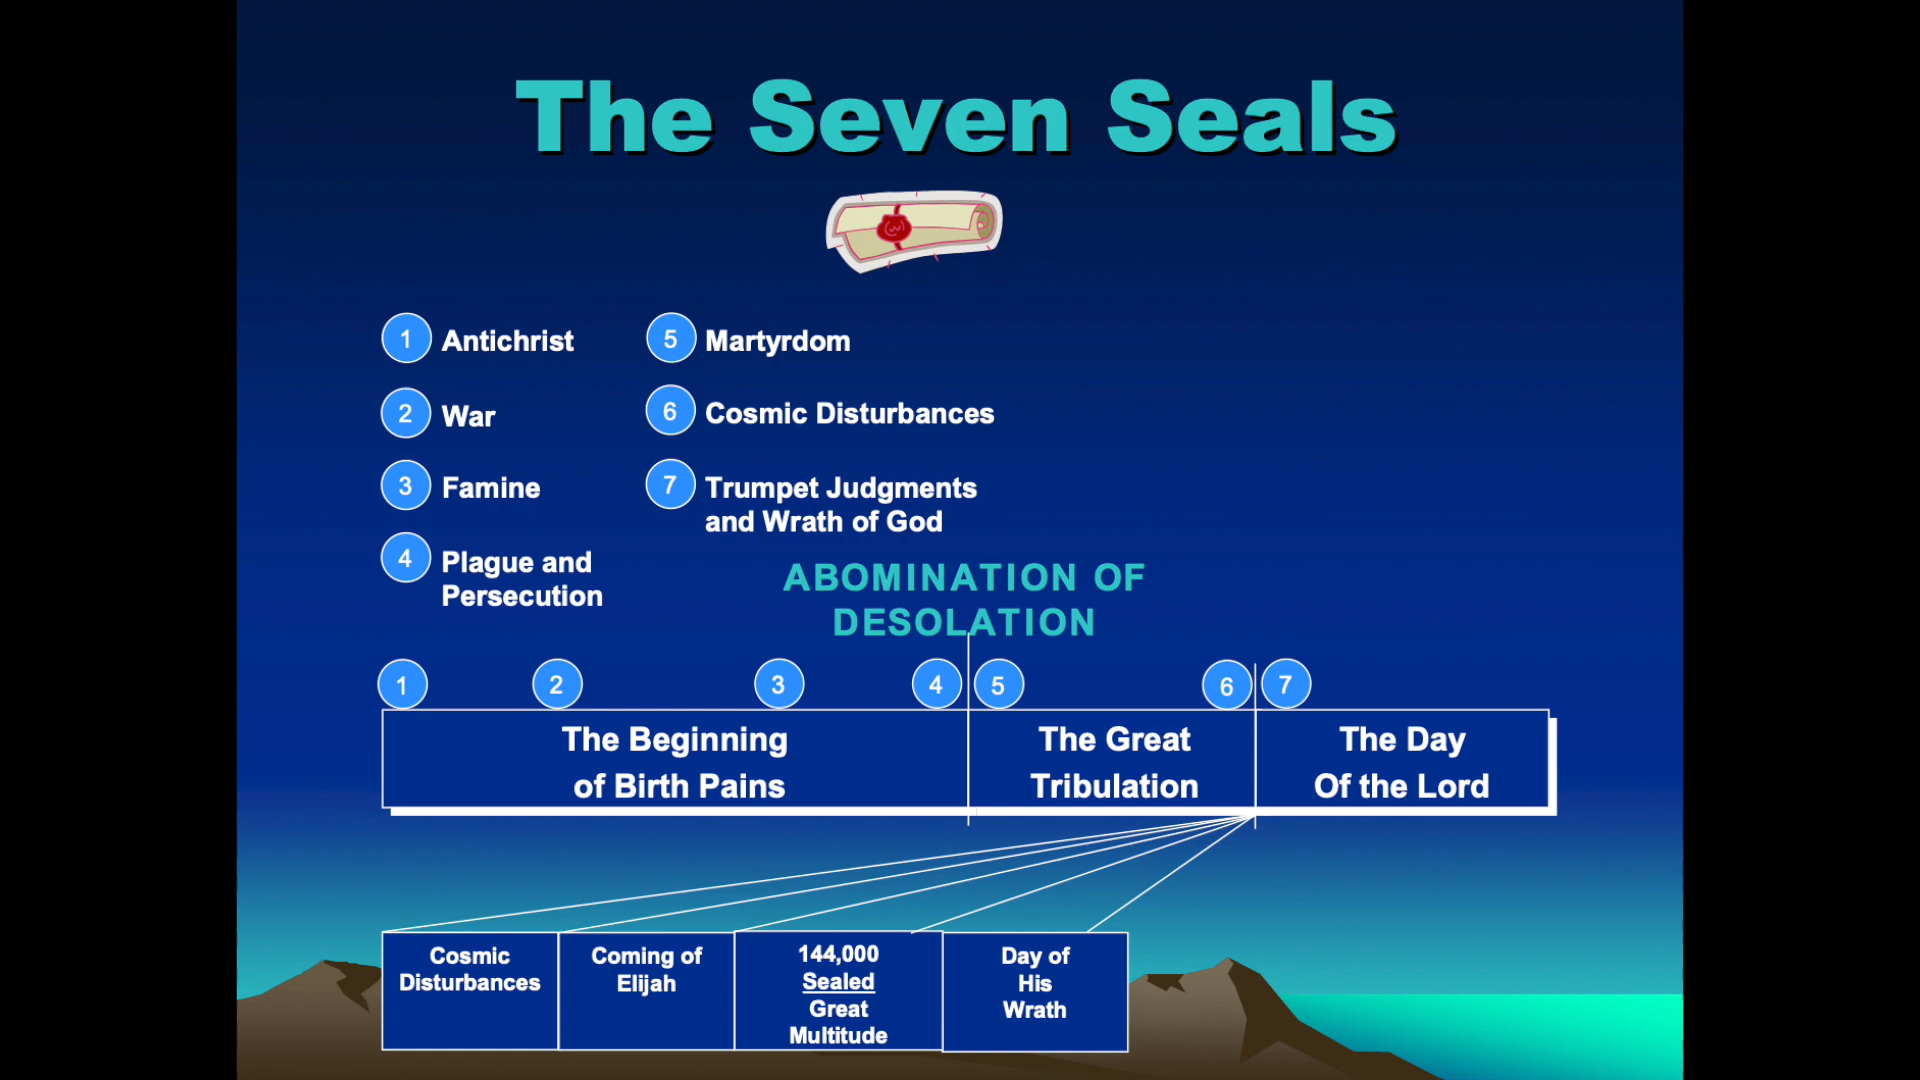 The Seven Seals
1 Antichrist
2 War
3 Famine
4 Plague and
Persecution
5 Martyrdom
6 Cosmic Disturbances
7 Trumpet Judgments
and Wrath of God
ABOMINATION OF
DESOLATION
1 2 3 4 5 6 7
The Beginning
of Birth Pains
The Great
Tribulation
The Day
Of the Lord
Cosmic
Disturbances
Coming of
Elijah
144,000
Sealed
Great
Multitude
Day of
His
Wrath